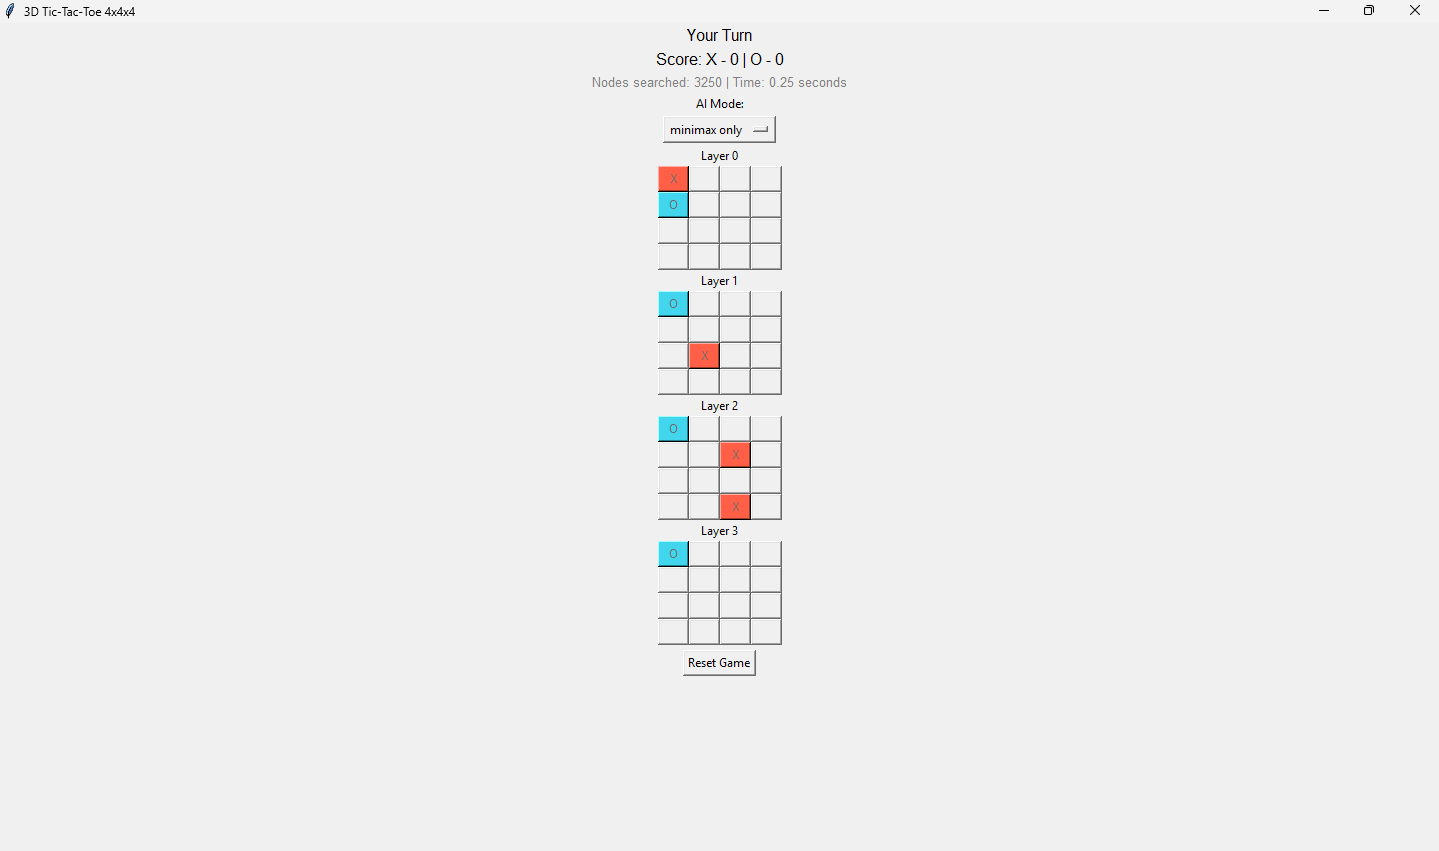 3D Tic-Tac-Toe 4x4x4
Your Turn
Score: X - 0 | O - 0
Nodes searched: 3250 | Time: 0.25 seconds
AI Mode:
minimax only
Layer 0
X
O
Layer 1
O
X
Layer 2
O
X
X
Layer 3
O
Reset Game